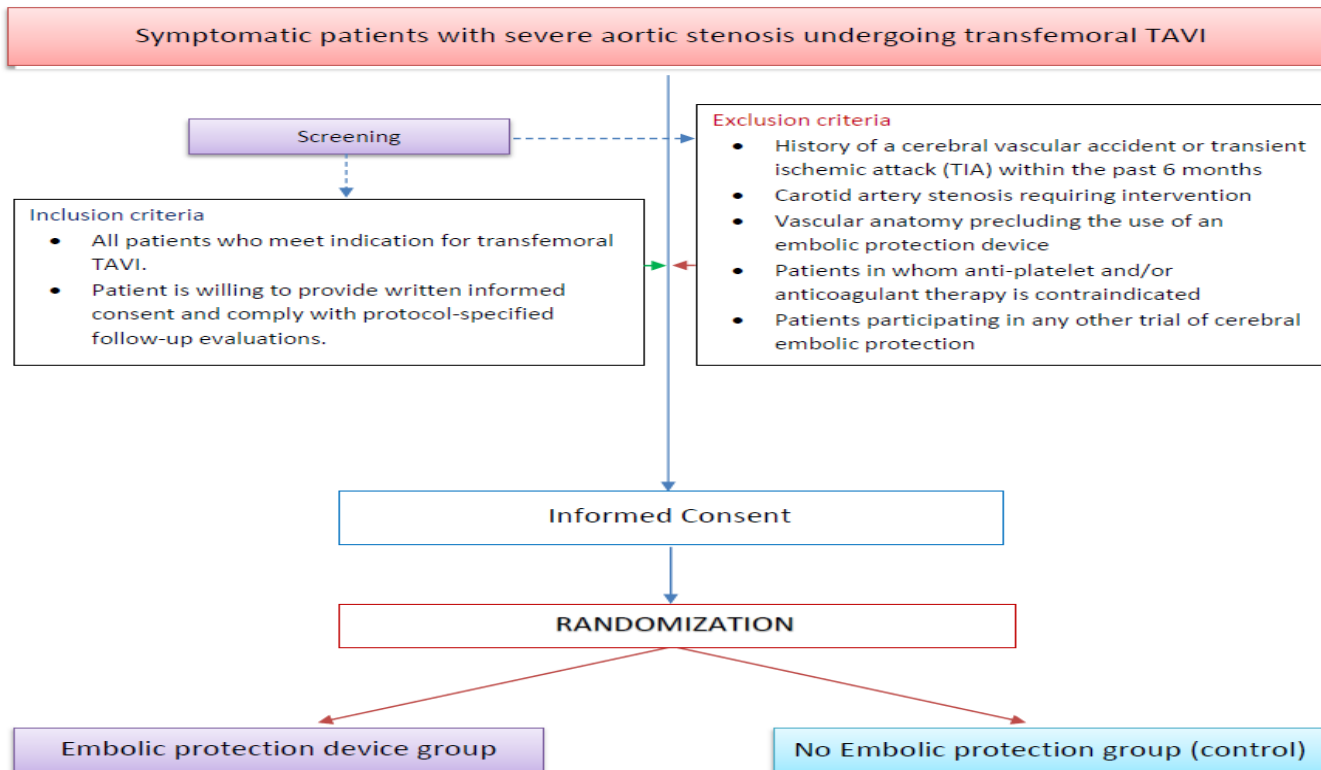 Symptomatic patients with severe aortic stenosis undergoing transfemoral TAVI
Screening
Inclusion criteria
• All patients who meet indication for transfemoral
TAVI.
• Patient is willing to provide written informed
consent and comply with protocol-specified
follow-up evaluations.
Exclusion criteria
• History of a cerebral vascular accident or transient
ischemic attack (TIA) within the past 6 months
• Carotid artery stenosis requiring intervention
• Vascular anatomy precluding the use of an
embolic protection device
• Patients in whom anti-platelet and/or
anticoagulant therapy is contraindicated
• Patients participating in any other trial of cerebral
embolic protection
Informed Consent
RANDOMIZATION
Embolic protection device group
No Embolic protection group (control)